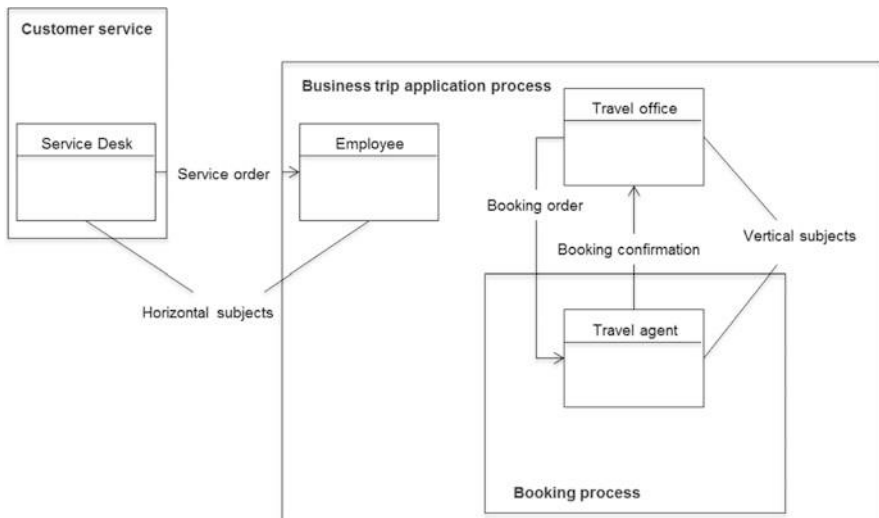 Customer service
Business trip application process
Travel office
Service Desk
Employee
Service order
Booking order
Vertical subjects
Booking confirmation
Horizontal subjects
Travel agent
Booking process